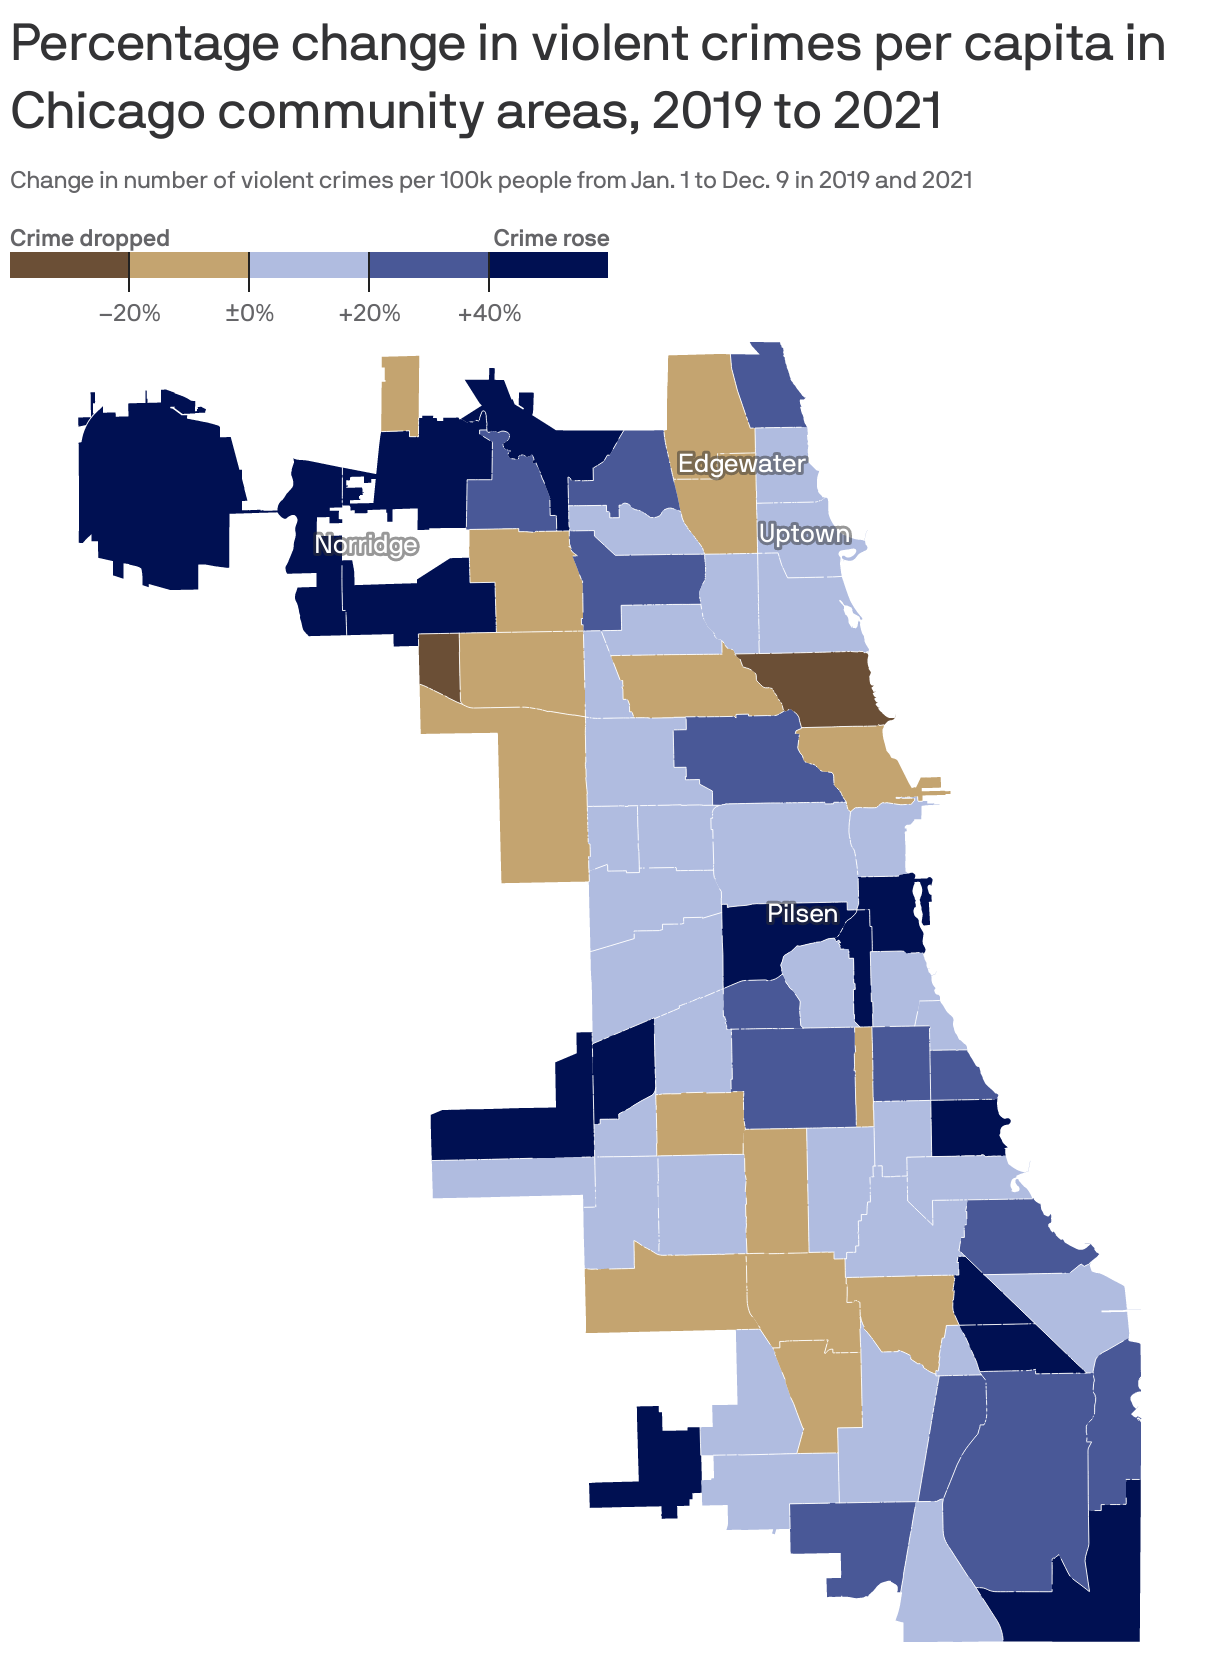 Percentage change in violent crimes per capita in
Chicago community areas, 2019 to 2021
Change in number of violent crimes per 100k people from Jan. 1 to Dec. 9 in 2019 and 2021
Crime dropped Crime rose
−20% ±0% +20% +40%
Edgewater
Uptown
Norridge
Pilsen